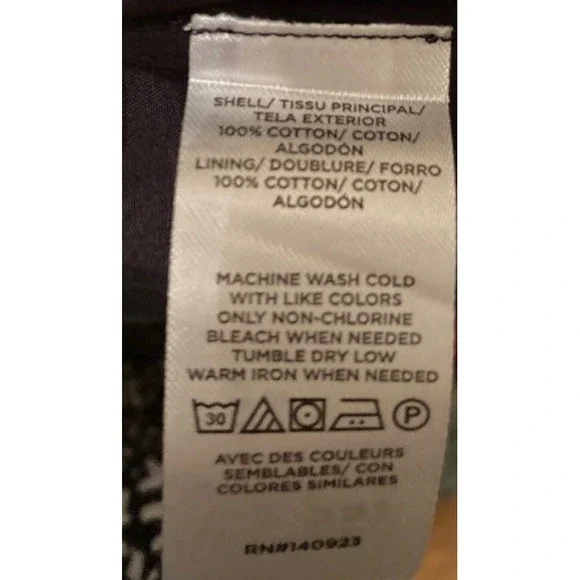 SHELL/ TISSU PRINCIPAL/
TELA EXTERIOR
100% COTTON/ COTON/
ALGODÓN
LINING/ DOUBLURE/ FORRO
100% COTTON/ COTON/
ALGODÓN
MACHINE WASH COLD
WITH LIKE COLORS
ONLY NON-CHLORINE
BLEACH WHEN NEEDED
TUMBLE DRY LOW
WARM IRON WHEN NEEDED
30 P
AVEC DES COULEURS
SEMBLABLES/ CON
COLORES SIMILARES
RN#140923